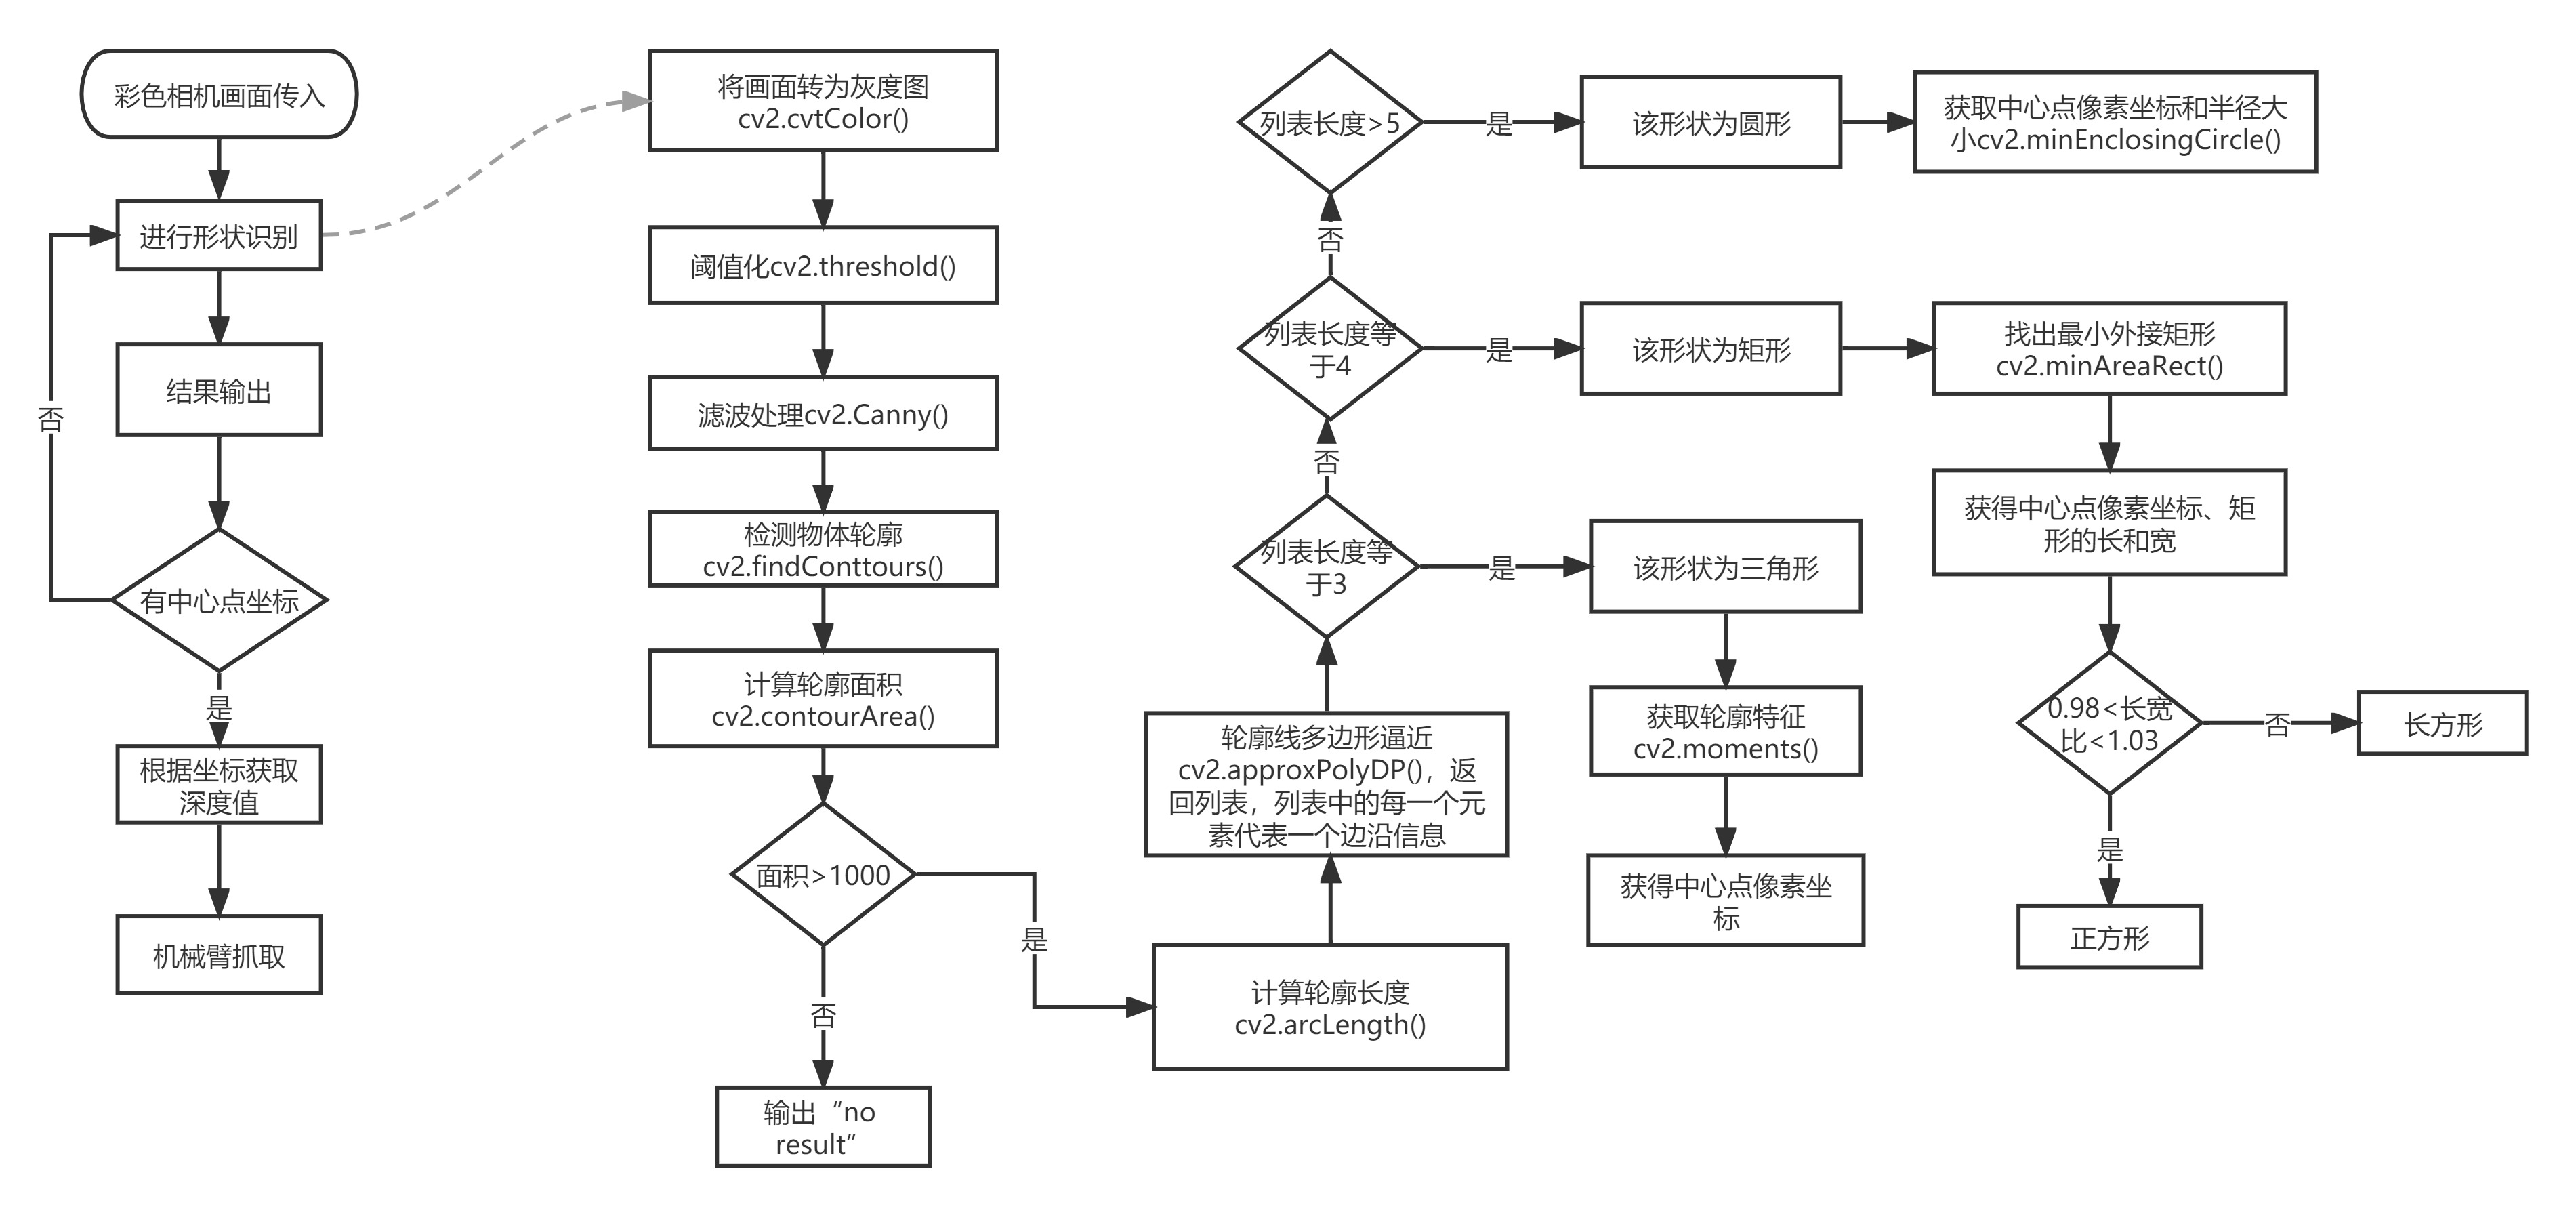 彩色相机画面传入
进行形状识别
结果输出
否
有中心点坐标
是
根据坐标获取
深度值
机械臂抓取
将画面转为灰度图
cv2.cvtColor()
阈值化cv2.threshold()
滤波处理cv2.Canny()
检测物体轮廓
cv2.findConttours()
计算轮廓面积
cv2.contourArea()
面积>1000
是
否
输出“no
result”
计算轮廓长度
cv2.arcLength()
轮廓线多边形逼近
cv2.approxPolyDP()，返
回列表，列表中的每一个元
素代表一个边沿信息
列表长度等
于3
是
该形状为三角形
获取轮廓特征
cv2.moments()
获得中心点像素坐
标
否
列表长度等
于4
是
该形状为矩形
找出最小外接矩形
cv2.minAreaRect()
获得中心点像素坐标、矩
形的长和宽
0.98<长宽
比<1.03
否
长方形
是
正方形
否
列表长度>5
是
该形状为圆形
获取中心点像素坐标和半径大
小cv2.minEnclosingCircle()